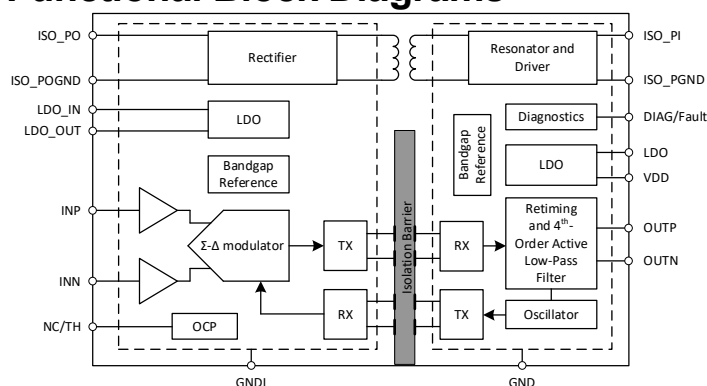 Functional Block Diagrams
ISO_PO
ISO_POGND
LDO_IN
LDO_OUT
INP
INN
NC/TH
Rectifier
LDO
Bandgap
Reference
Σ-Δ modulator
OCP
TX
RX
Isolation Barrier
Resonator and
Driver
Diagnostics
Bandgap
Reference
LDO
RX
TX
Retiming
and 4th-
Order Active
Low-Pass
Filter
Oscillator
ISO_PI
ISO_PGND
DIAG/Fault
LDO
VDD
OUTP
OUTN
GNDI
GND